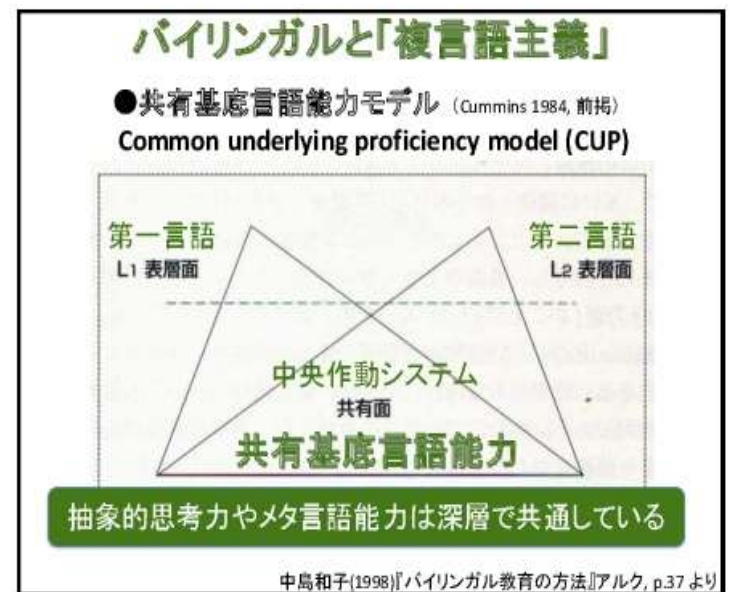 バイリンガルと「複言語主義」
●共有基底言語能力モデル (Cummins 1984, 前掲)
Common underlying proficiency model (CUP)
第一言語
L1 表層面
第二言語
L2 表層面
中央作動システム
共有面
共有基底言語能力
抽象的思考力やメタ言語能力は深層で共通している
中島和子(1998)『バイリンガル教育の方法』アルク, p.37 より